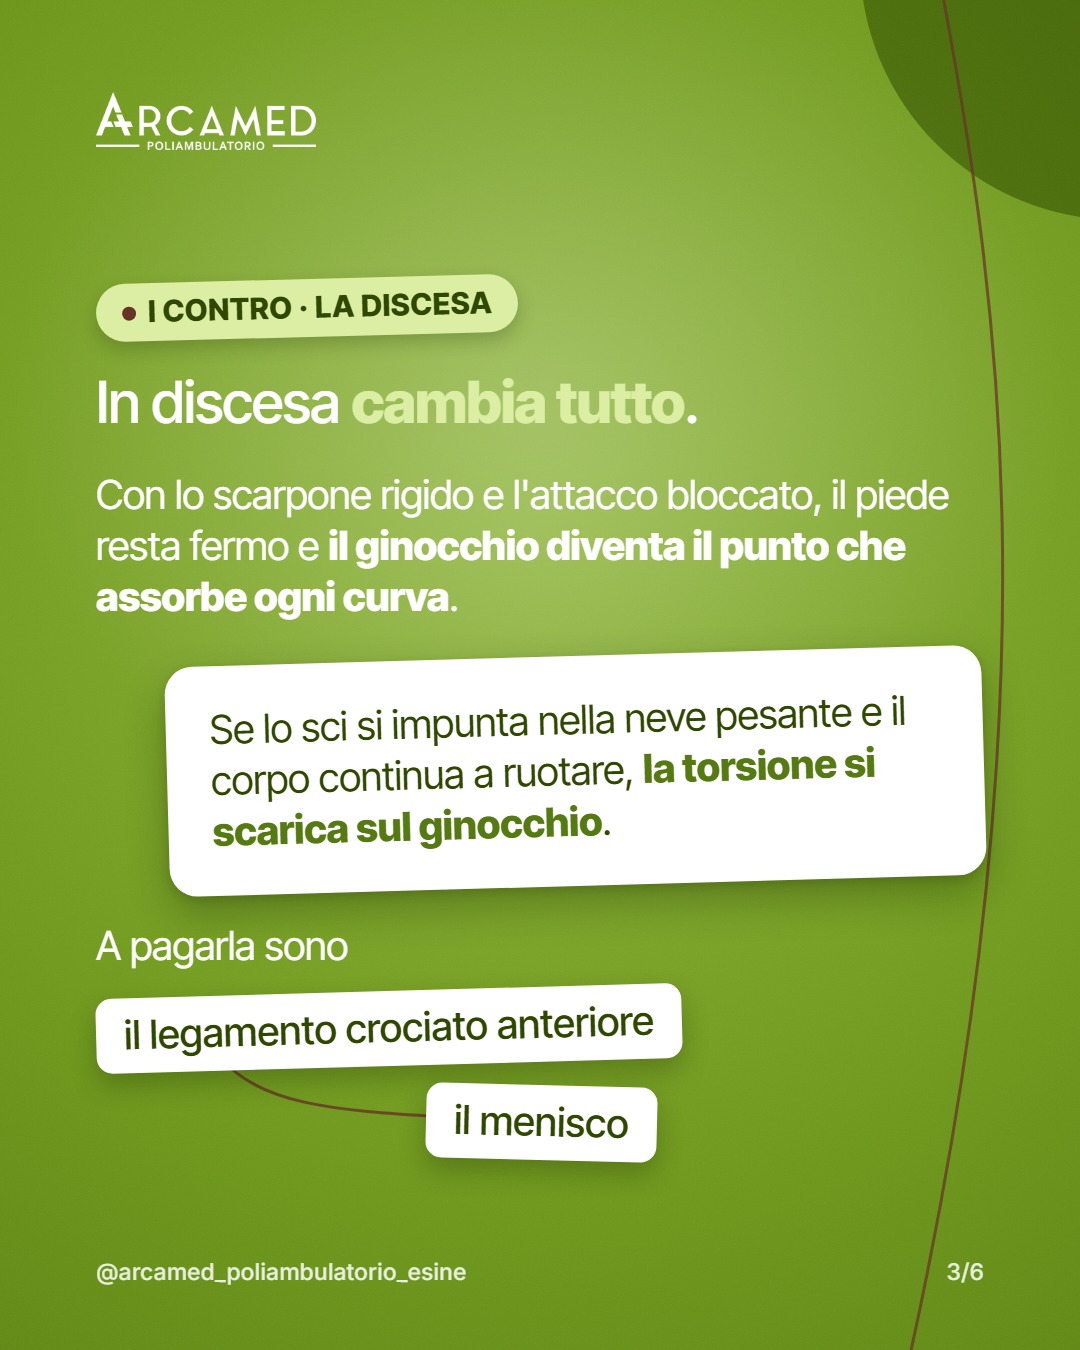 ARCAMED
POLIAMBULATORIO
I CONTRO · LA DISCESA
In discesa cambia tutto.
Con lo scarpone rigido e l'attacco bloccato, il piede
resta fermo e il ginocchio diventa il punto che
assorbe ogni curva.
Se lo sci si impunta nella neve pesante e il
corpo continua a ruotare, la torsione si
scarica sul ginocchio.
A pagarla sono
il legamento crociato anteriore
il menisco
@arcamed_poliambulatorio_esine
3/6